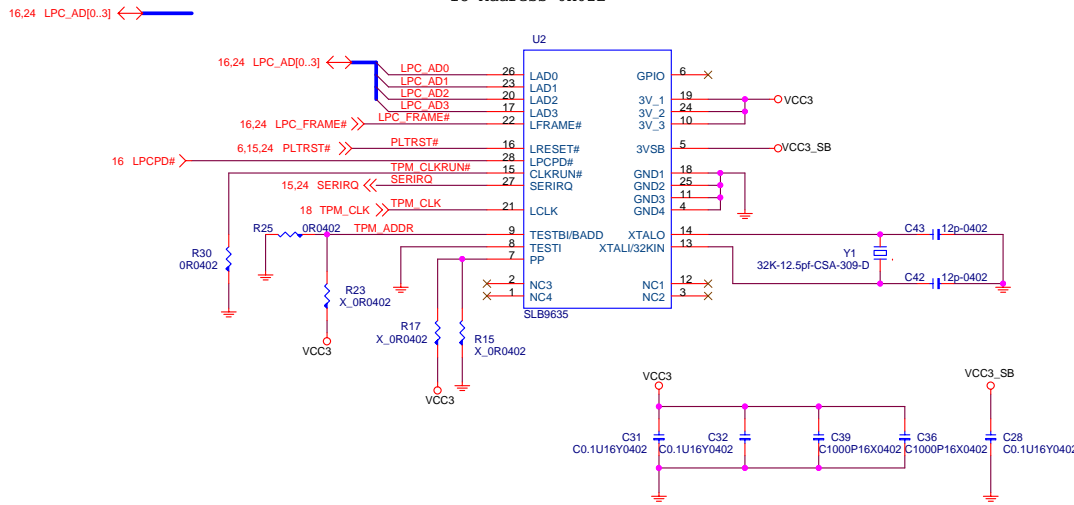 16,24 LPC_AD[0..3]
U2
16,24 LPC_AD[0..3]
LPC_AD0 26 LAD0 GPIO 6
LPC_AD1 23 LAD1 3V_1 19 VCC3
LPC_AD2 20 LAD2 3V_2 24
LPC_AD3 17 LAD3 3V_3 10
16,24 LPC_FRAME# LPC_FRAME# 22 LFRAME#
6,15,24 PLTRST# 16 LRESET# 3VSB 5 VCC3_SB
16 LPCPD# 28 LPCPD#
TPM_CLKRUN# 15 CLKRUN# GND1 18
15,24 SERIRQ SERIRQ 27 SERIRQ GND2 25
GND3 11
18 TPM_CLK TPM_CLK 21 LCLK GND4 4
R25 0R0402 TPM_ADDR 9 TESTBI/BADD XTALO 14 C43 12p-0402
8 TESTI XTALI/32KIN 13
R30
0R0402
7 PP
Y1
32K-12.5pf-CSA-309-D
2 NC3 NC1 12 C42 12p-0402
1 NC4 NC2 3
SLB9635
R23
X_0R0402
VCC3
R17
X_0R0402
R15
X_0R0402
VCC3
VCC3 VCC3_SB
C31
C0.1U16Y0402
C32
C0.1U16Y0402
C39
C1000P16X0402
C36
C1000P16X0402
C28
C0.1U16Y0402